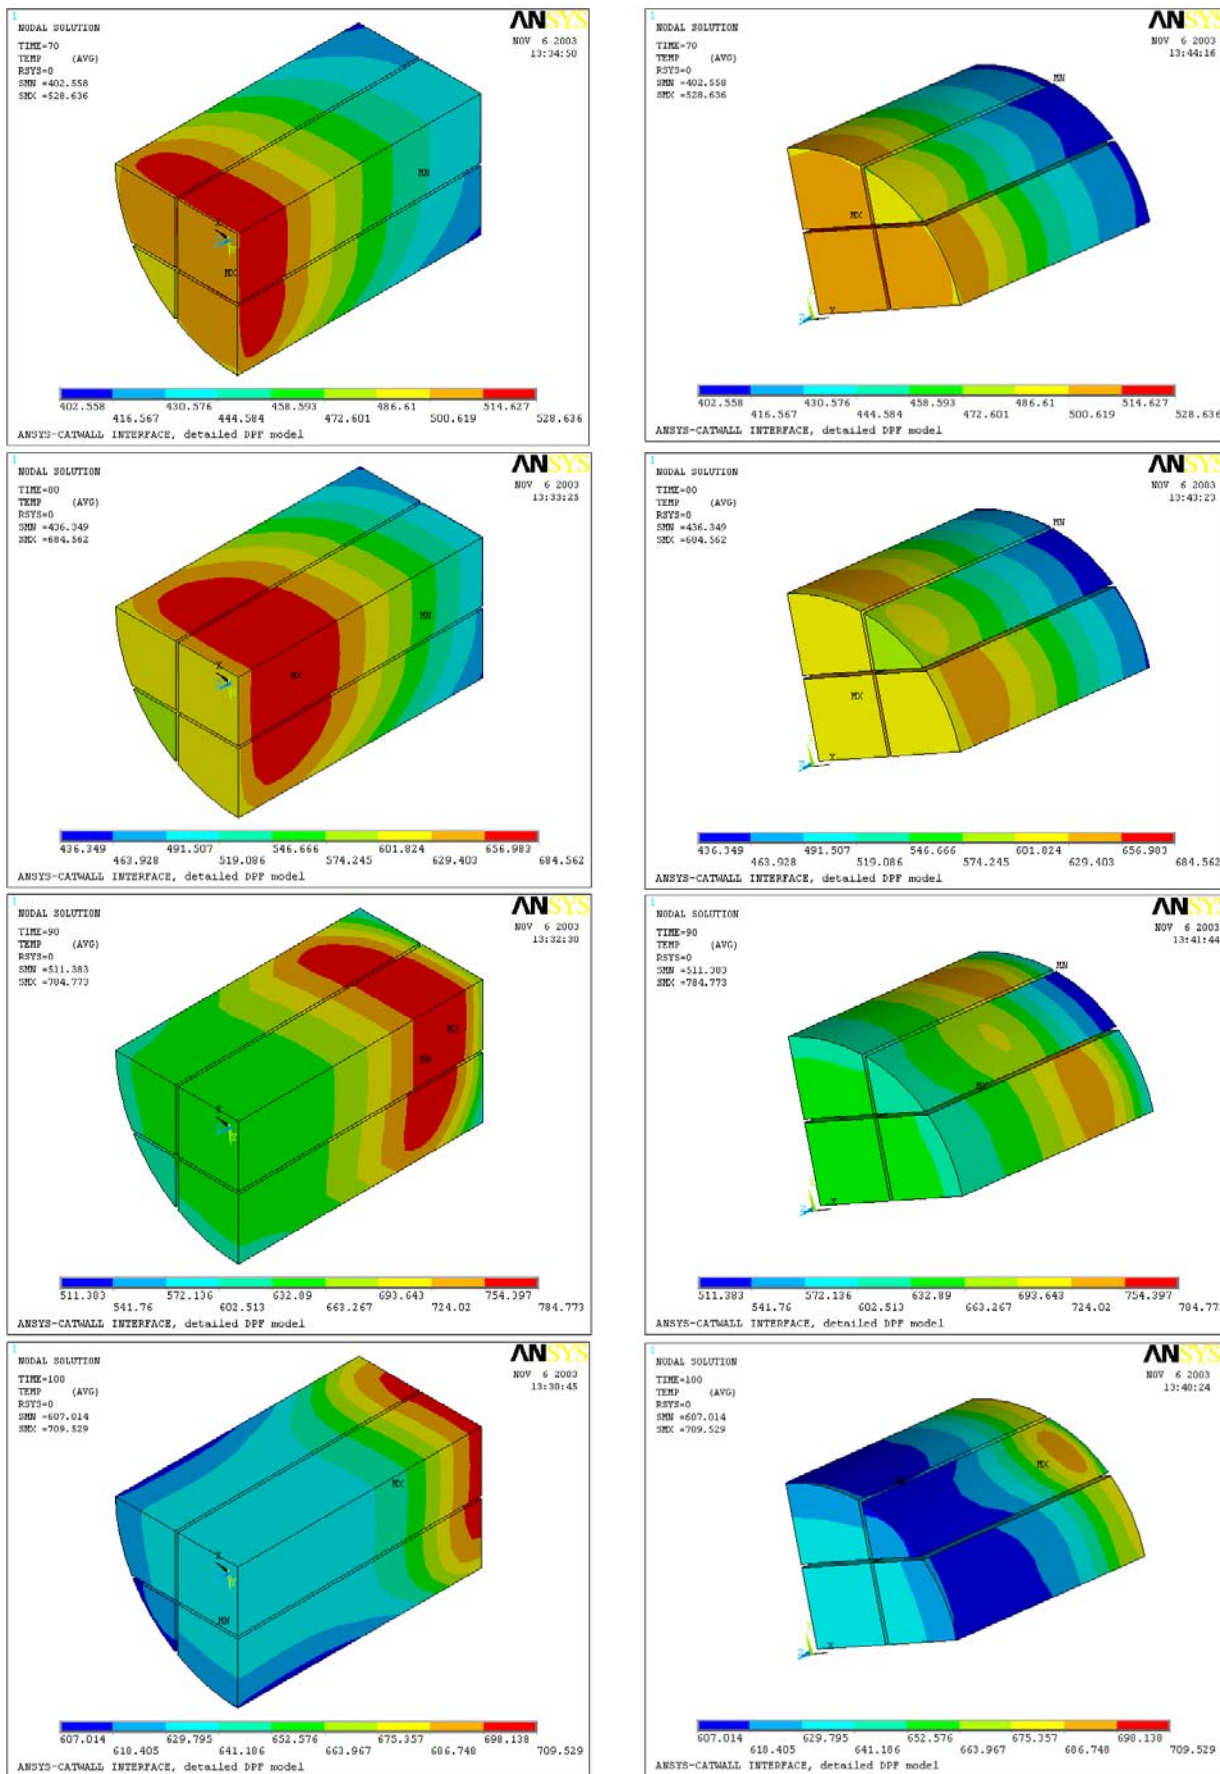 1
NODAL SOLUTION
TIME=70
TEMP (AVG)
RSYS=0
SMN =402.558
SMX =528.636
ANSYS
NOV 6 2003
13:34:50
X
MX
MN
402.558 430.576 458.593 486.61 514.627
416.567 444.584 472.601 500.619 528.636
ANSYS-CATWALL INTERFACE, detailed DPF model
1
NODAL SOLUTION
TIME=70
TEMP (AVG)
RSYS=0
SMN =402.558
SMX =528.636
ANSYS
NOV 6 2003
13:44:16
MN
MX
X
402.558 430.576 458.593 486.61 514.627
416.567 444.584 472.601 500.619 528.636
ANSYS-CATWALL INTERFACE, detailed DPF model
1
NODAL SOLUTION
TIME=80
TEMP (AVG)
RSYS=0
SMN =436.349
SMX =684.562
ANSYS
NOV 6 2003
13:33:25
MN
X
MX
436.349 491.507 546.666 601.824 656.983
463.928 519.086 574.245 629.403 684.562
ANSYS-CATWALL INTERFACE, detailed DPF model
1
NODAL SOLUTION
TIME=80
TEMP (AVG)
RSYS=0
SMN =436.349
SMX =684.562
ANSYS
NOV 6 2003
13:43:23
MN
MX
X
436.349 491.507 546.666 601.824 656.983
463.928 519.086 574.245 629.403 684.562
ANSYS-CATWALL INTERFACE, detailed DPF model
1
NODAL SOLUTION
TIME=90
TEMP (AVG)
RSYS=0
SMN =511.383
SMX =784.773
ANSYS
NOV 6 2003
13:32:30
MX
MN
X
511.383 572.136 632.89 693.643 754.397
541.76 602.513 663.267 724.02 784.773
ANSYS-CATWALL INTERFACE, detailed DPF model
1
NODAL SOLUTION
TIME=90
TEMP (AVG)
RSYS=0
SMN =511.383
SMX =784.773
ANSYS
NOV 6 2003
13:41:44
MN
MX
X
511.383 572.136 632.89 693.643 754.397
541.76 602.513 663.267 724.02 784.773
ANSYS-CATWALL INTERFACE, detailed DPF model
1
NODAL SOLUTION
TIME=100
TEMP (AVG)
RSYS=0
SMN =607.014
SMX =709.529
ANSYS
NOV 6 2003
13:30:45
MX
X
MN
607.014 629.795 652.576 675.357 698.138
618.405 641.186 663.967 686.748 709.529
ANSYS-CATWALL INTERFACE, detailed DPF model
1
NODAL SOLUTION
TIME=100
TEMP (AVG)
RSYS=0
SMN =607.014
SMX =709.529
ANSYS
NOV 6 2003
13:40:24
MX
MN
X
607.014 629.795 652.576 675.357 698.138
618.405 641.186 663.967 686.748 709.529
ANSYS-CATWALL INTERFACE, detailed DPF model